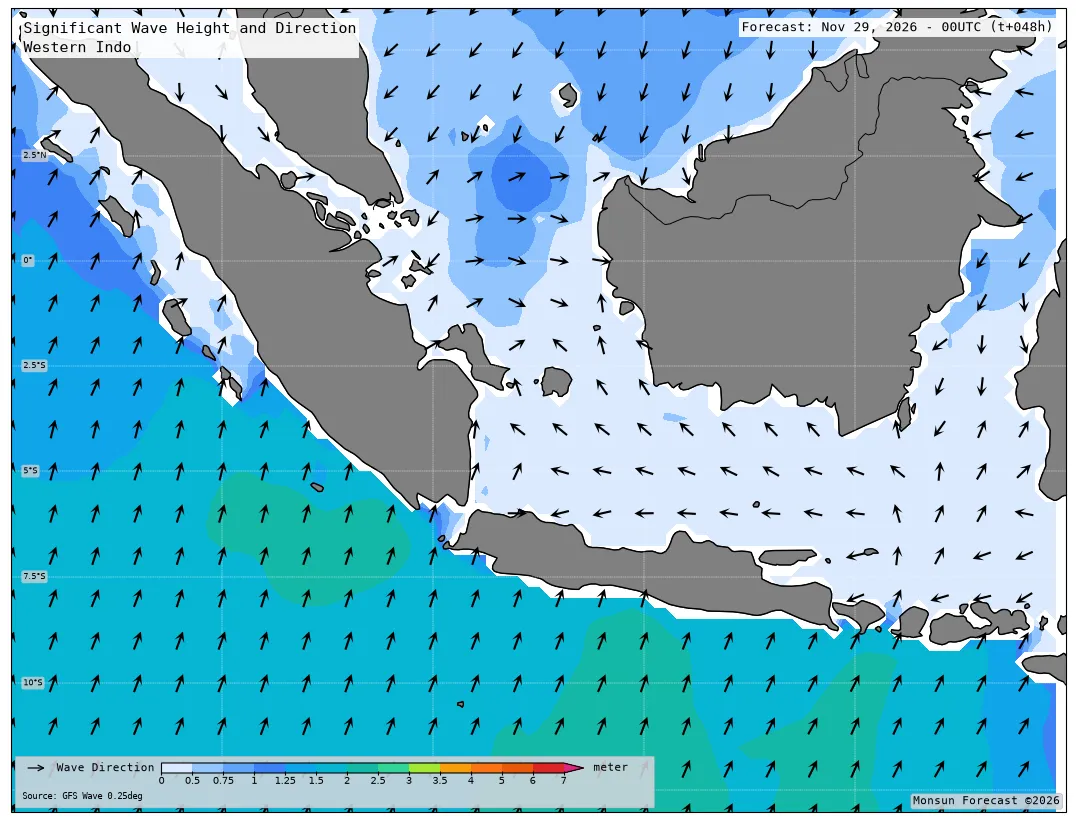 Significant Wave Height and Direction
Western Indo
Forecast: Nov 29, 2026 - 00UTC (t+048h)
2.5°N
0°
2.5°S
5°S
7.5°S
10°S
Wave Direction
0 0.5 0.75 1 1.25 1.5 2 2.5 3 3.5 4 5 6 7
meter
Source: GFS Wave 0.25deg
Monsun Forecast ©2026